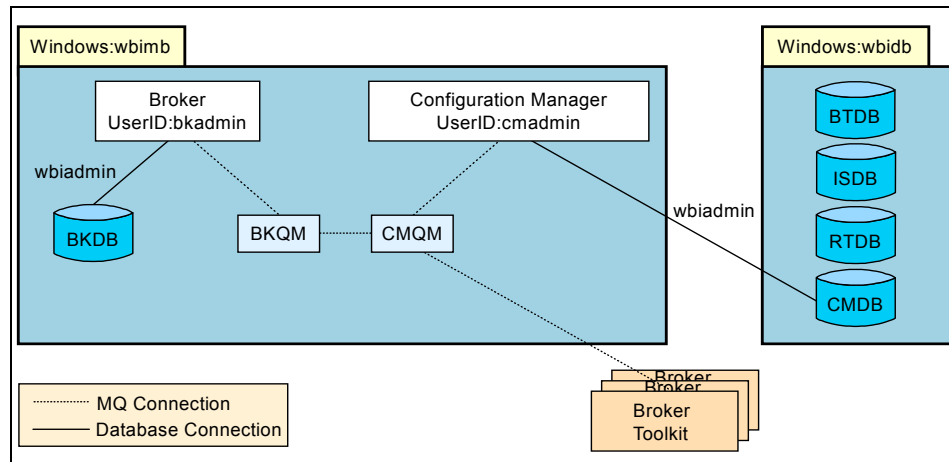 Windows:wbimb
Windows:wbidb
Broker
UserID:bkadmin
Configuration Manager
UserID:cmadmin
BTDB
wbiadmin
ISDB
BKDB
BKQM
CMQM
wbiadmin
RTDB
CMDB
Broker
Broker
Broker
Toolkit
MQ Connection
Database Connection